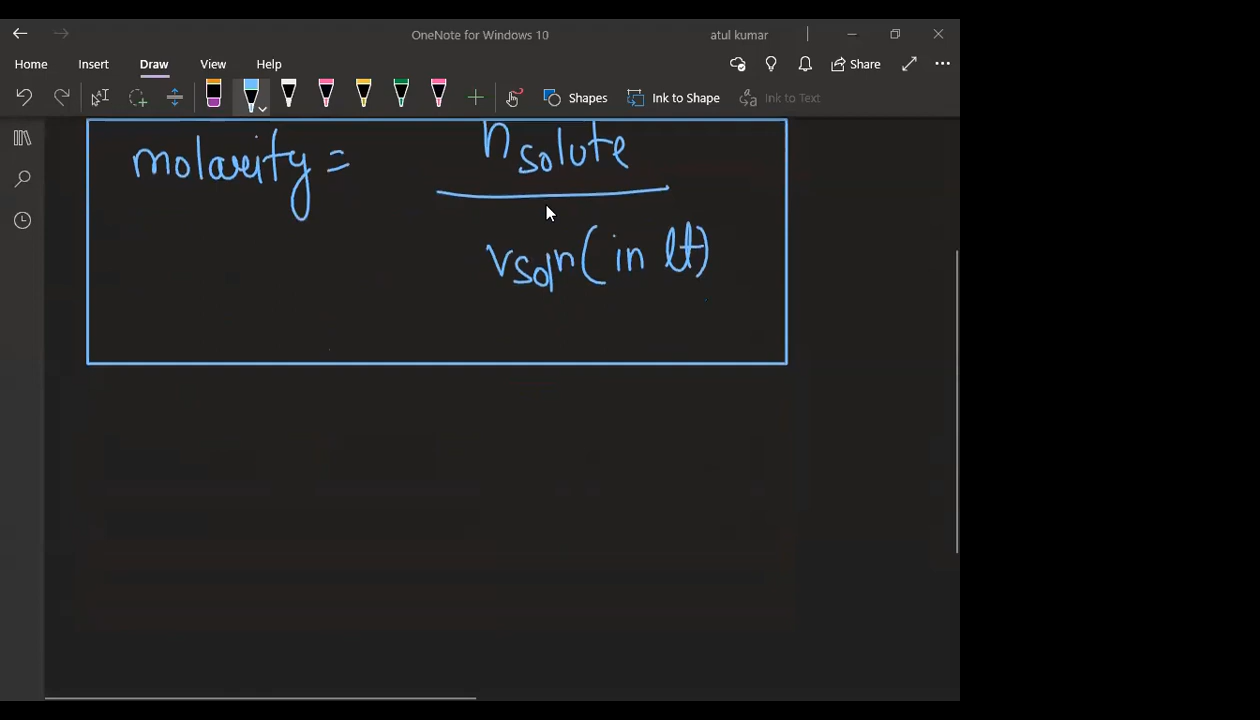 OneNote for Windows 10
atul kumar
Home Insert Draw View Help
Share
Shapes Ink to Shape Ink to Text
molarity = n solute
v soln (in lt)